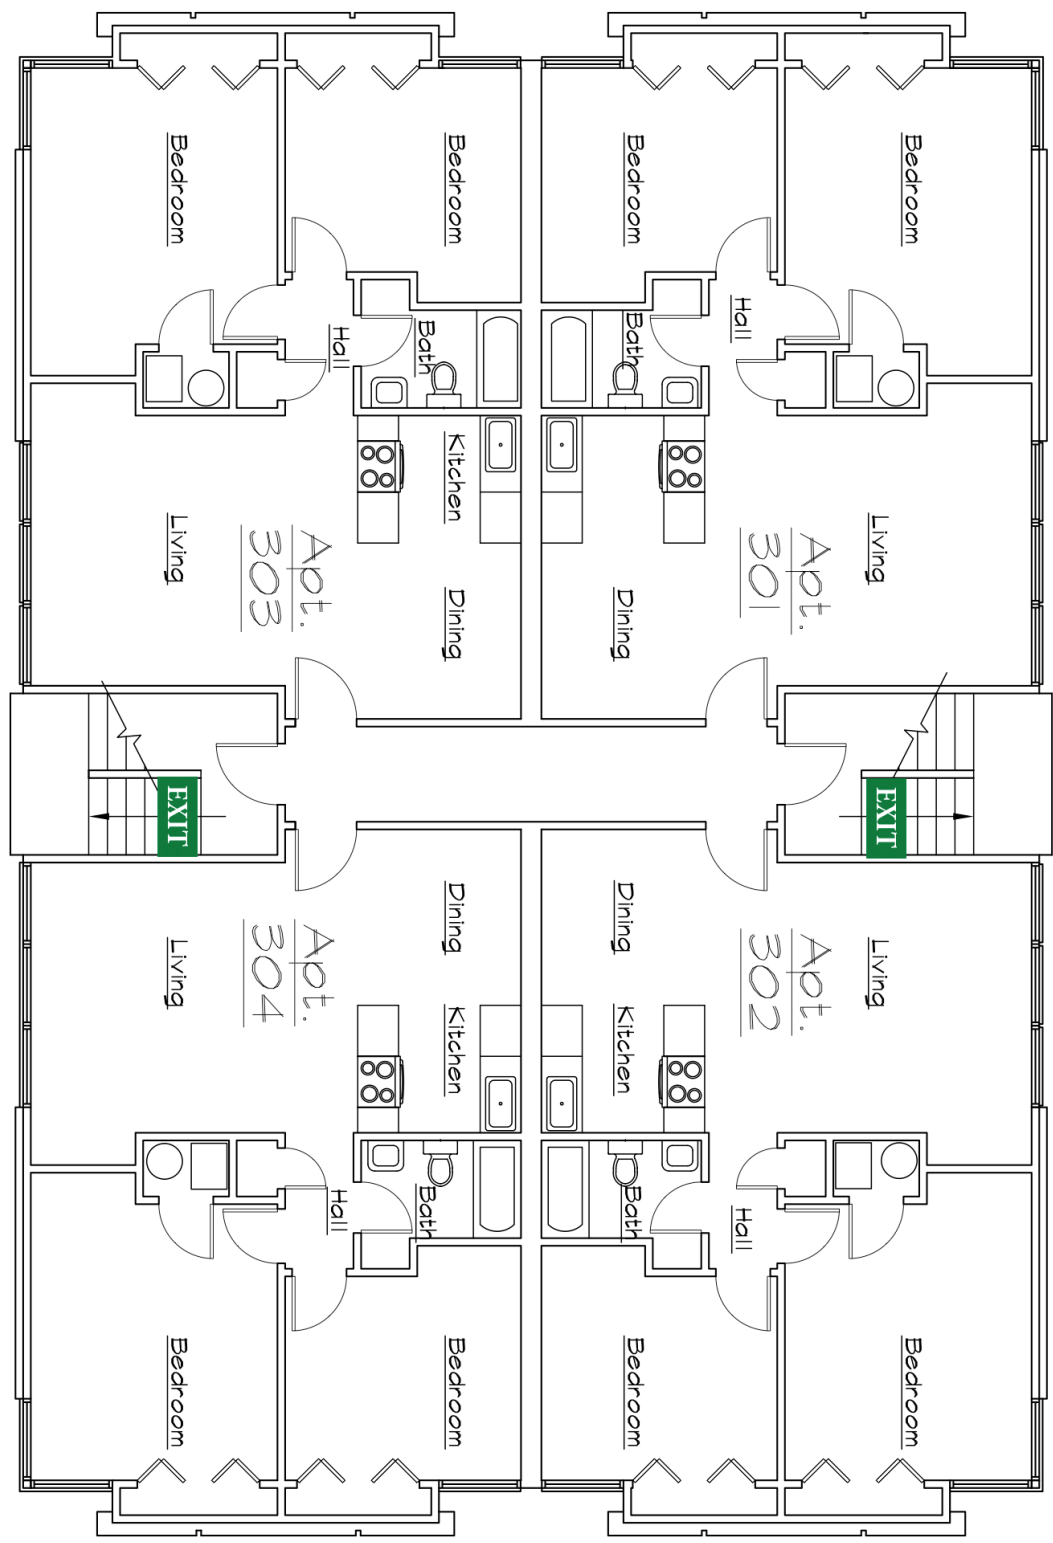 Bedroom
Bedroom
Living
EXIT
Living
Apt.
301
Apt.
302
Hall
Hall
Bedroom
Bath
Dining
Dining
Kitchen
Bath
Bedroom
Bedroom
Kitchen
Dining
Dining
Kitchen
Bedroom
Bath
Bath
Hall
Hall
Apt.
303
Apt.
304
Bedroom
Living
EXIT
Living
Bedroom